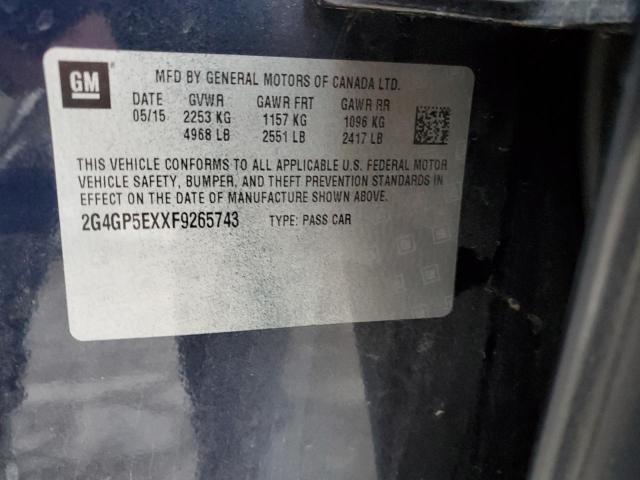 GM
MFD BY GENERAL MOTORS OF CANADA LTD.
DATE GVWR GAWR FRT GAWR RR
05/15 2253 KG 1157 KG 1096 KG
4968 LB 2551 LB 2417 LB
THIS VEHICLE CONFORMS TO ALL APPLICABLE U.S. FEDERAL MOTOR
VEHICLE SAFETY, BUMPER, AND THEFT PREVENTION STANDARDS IN
EFFECT ON THE DATE OF MANUFACTURE SHOWN ABOVE.
2G4GP5EXXF9265743 TYPE: PASS CAR